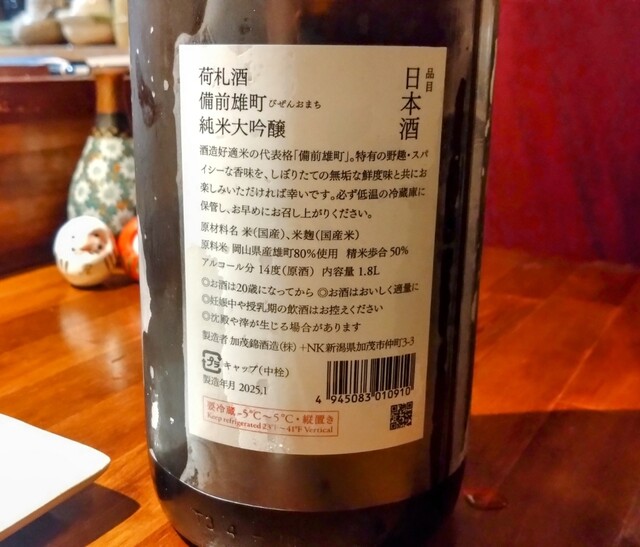 品目
日本酒
荷札酒
備前雄町 びぜんおまち
純米大吟醸
酒造好適米の代表格「備前雄町」。特有の野趣・スパ
イシーな香味を、しぼりたての無垢な鮮度味と共にお
楽しみいただければ幸いです。必ず低温の冷蔵庫に
保管し、お早めにお召し上がりください。
原材料名 米(国産)、米麹(国産米)
原料米 岡山県産雄町80%使用 精米歩合 50%
アルコール分 14度(原酒) 内容量 1.8L
◎お酒は20歳になってから ◎お酒はおいしく適量に
◎妊娠中や授乳期の飲酒はお控えください
◎沈殿や滓が生じる場合があります
製造者 加茂錦酒造(株) +NK 新潟県加茂市仲町3-3
プラ キャップ(中栓)
製造年月 2025.1
4 945083 010910
要冷蔵 -5℃〜5℃・縦置き
Keep refrigerated 23°F ~ 41°F Vertical